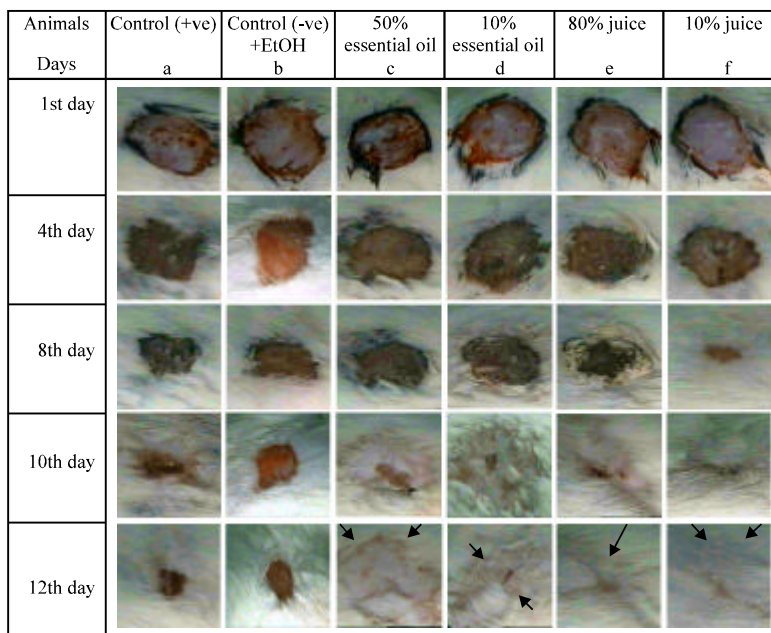 Animals
Days
Control (+ve)
a
Control (-ve)
+EtOH
b
50%
essential oil
c
10%
essential oil
d
80% juice
e
10% juice
f
1st day
4th day
8th day
10th day
12th day